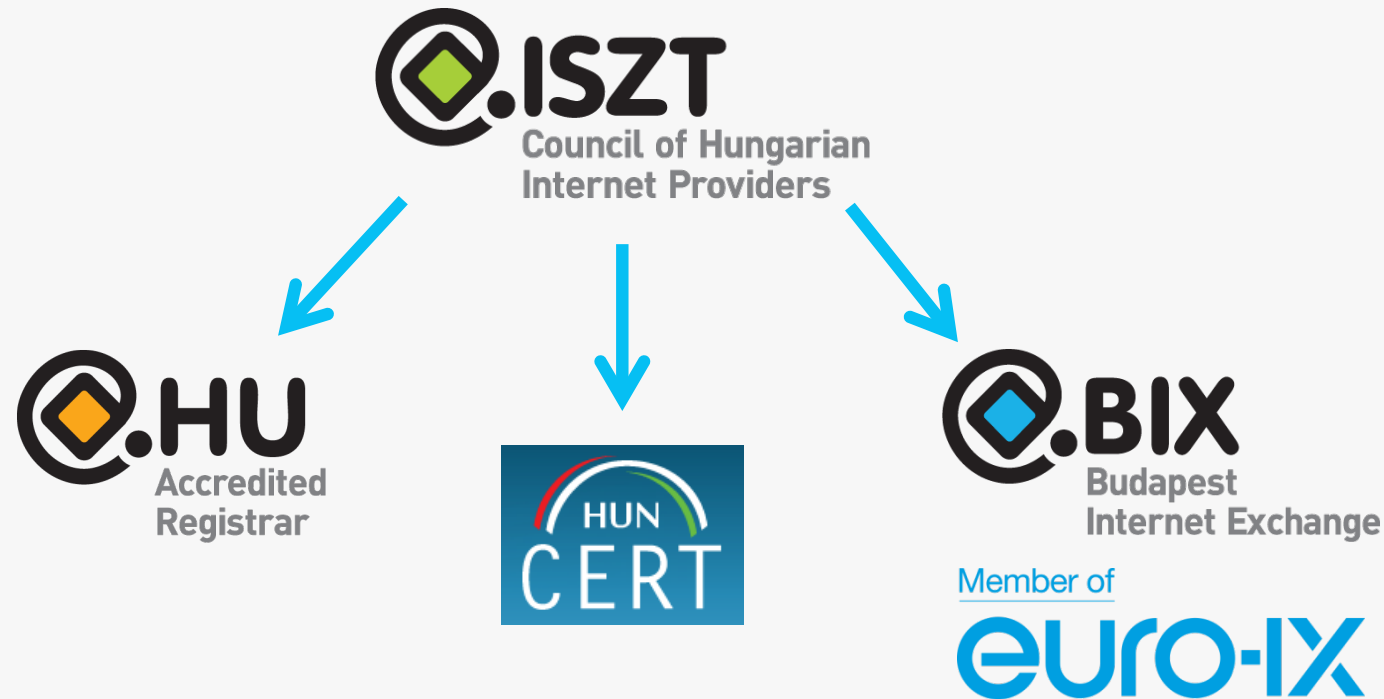 @.ISZT
Council of Hungarian
Internet Providers
@.HU
Accredited
Registrar
HUN
CERT
@.BIX
Budapest
Internet Exchange
Member of
euro-ix